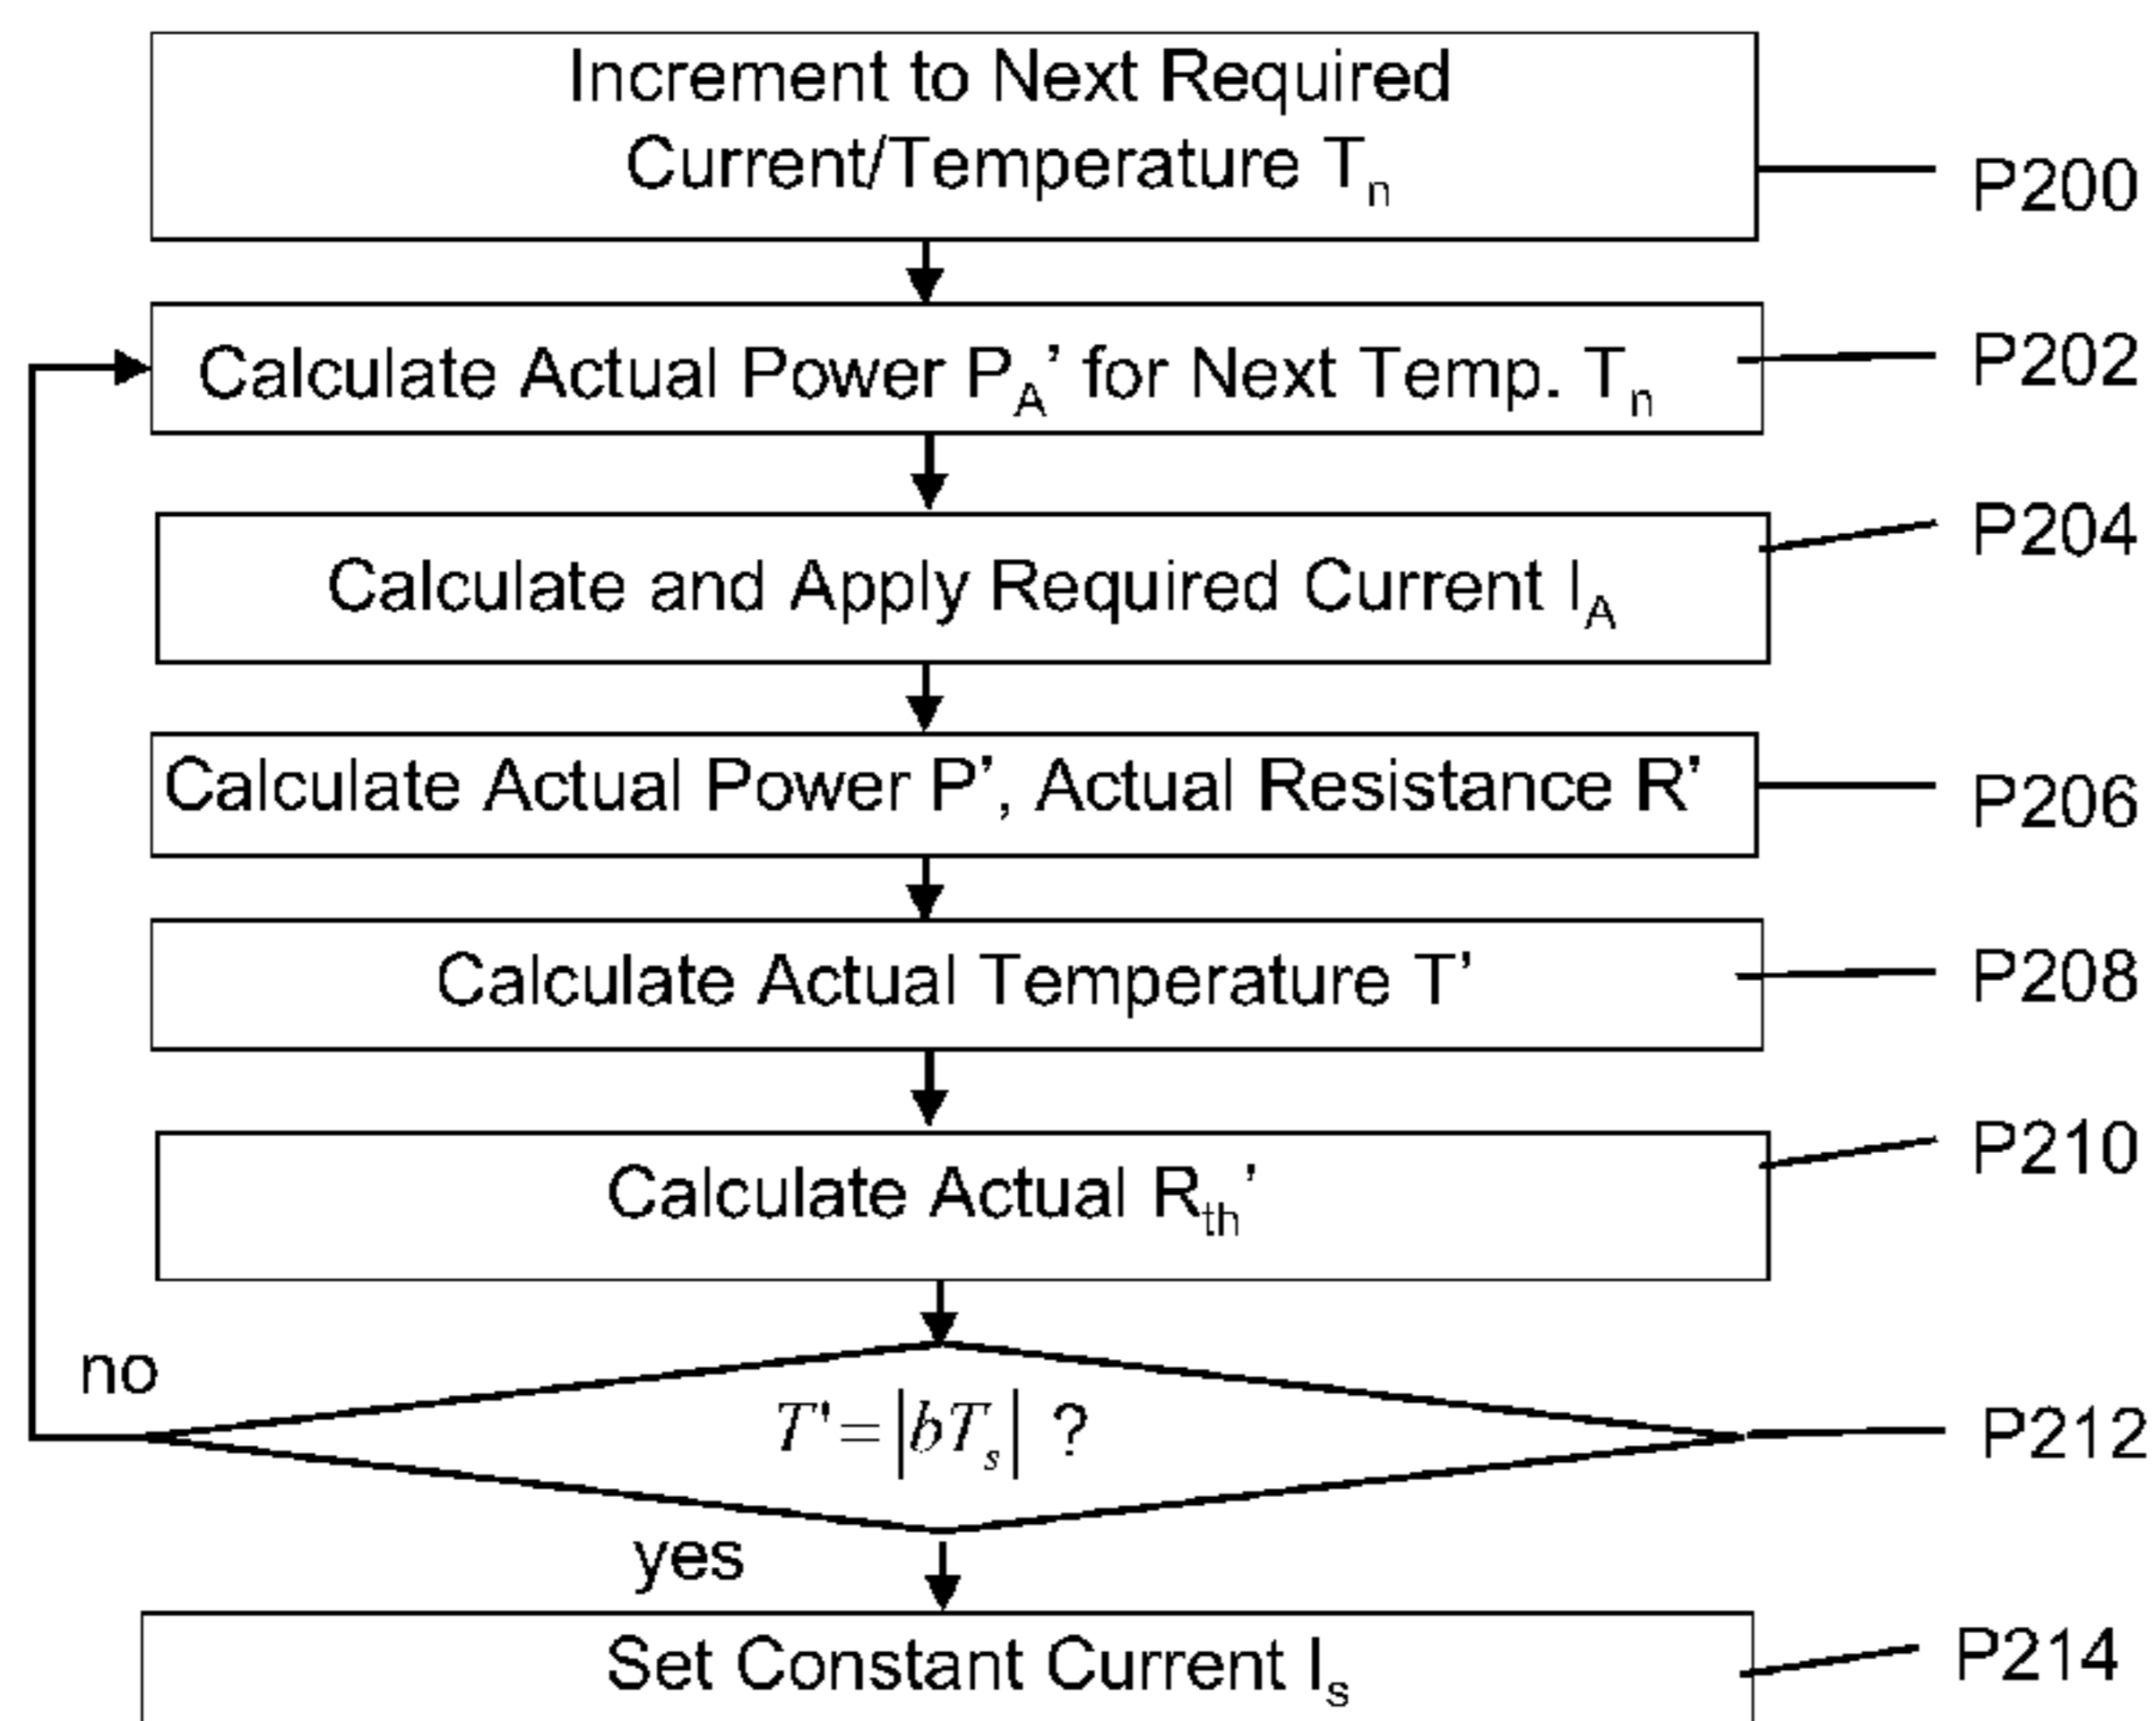 Increment to Next Required
Current/Temperature Tn
P200
Calculate Actual Power PA’ for Next Temp. Tn
P202
Calculate and Apply Required Current IA
P204
Calculate Actual Power P’, Actual Resistance R’
P206
Calculate Actual Temperature T’
P208
Calculate Actual Rth’
P210
no
T'=|bTs| ?
P212
yes
Set Constant Current Is
P214